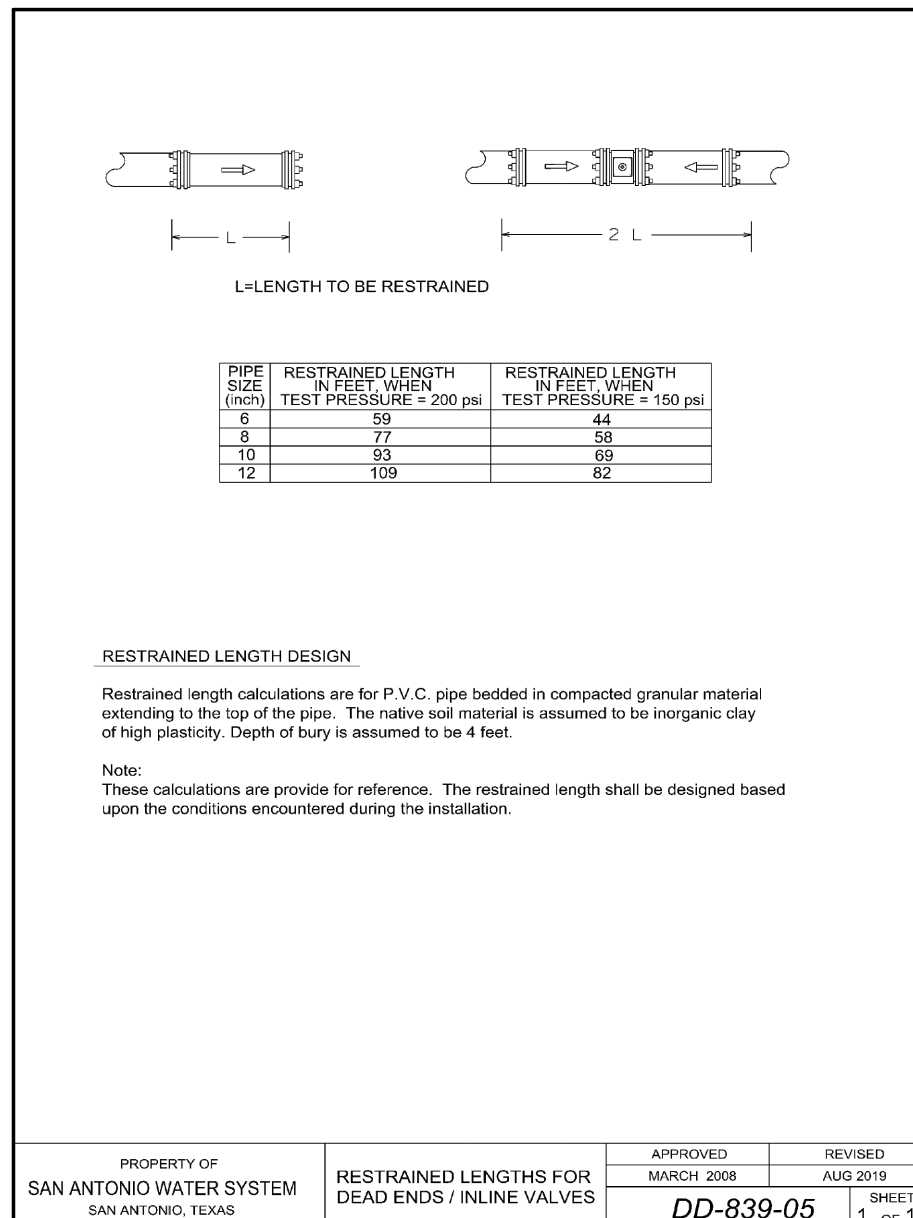 L
2 L
L=LENGTH TO BE RESTRAINED
PIPE SIZE (inch) RESTRAINED LENGTH IN FEET, WHEN TEST PRESSURE = 200 psi RESTRAINED LENGTH IN FEET, WHEN TEST PRESSURE = 150 psi
6 59 44
8 77 58
10 93 69
12 109 82
RESTRAINED LENGTH DESIGN
Restrained length calculations are for P.V.C. pipe bedded in compacted granular material
extending to the top of the pipe. The native soil material is assumed to be inorganic clay
of high plasticity. Depth of bury is assumed to be 4 feet.
Note:
These calculations are provide for reference. The restrained length shall be designed based
upon the conditions encountered during the installation.
PROPERTY OF
SAN ANTONIO WATER SYSTEM
SAN ANTONIO, TEXAS
RESTRAINED LENGTHS FOR
DEAD ENDS / INLINE VALVES
APPROVED REVISED
MARCH 2008 AUG 2019
DD-839-05
SHEET
1 OF 1